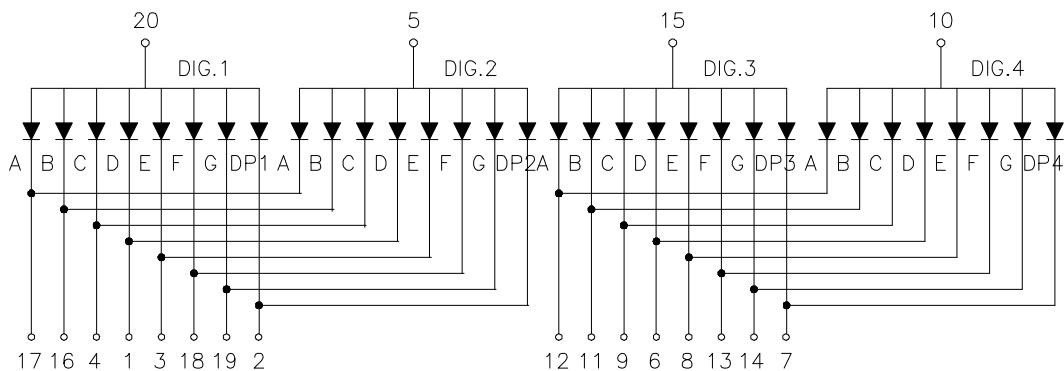 20 5 15 10
DIG.1 DIG.2 DIG.3 DIG.4
A B C D E F G DP1 A B C D E F G DP2 A B C D E F G DP3 A B C D E F G DP4
17 16 4 1 3 18 19 2 12 11 9 6 8 13 14 7